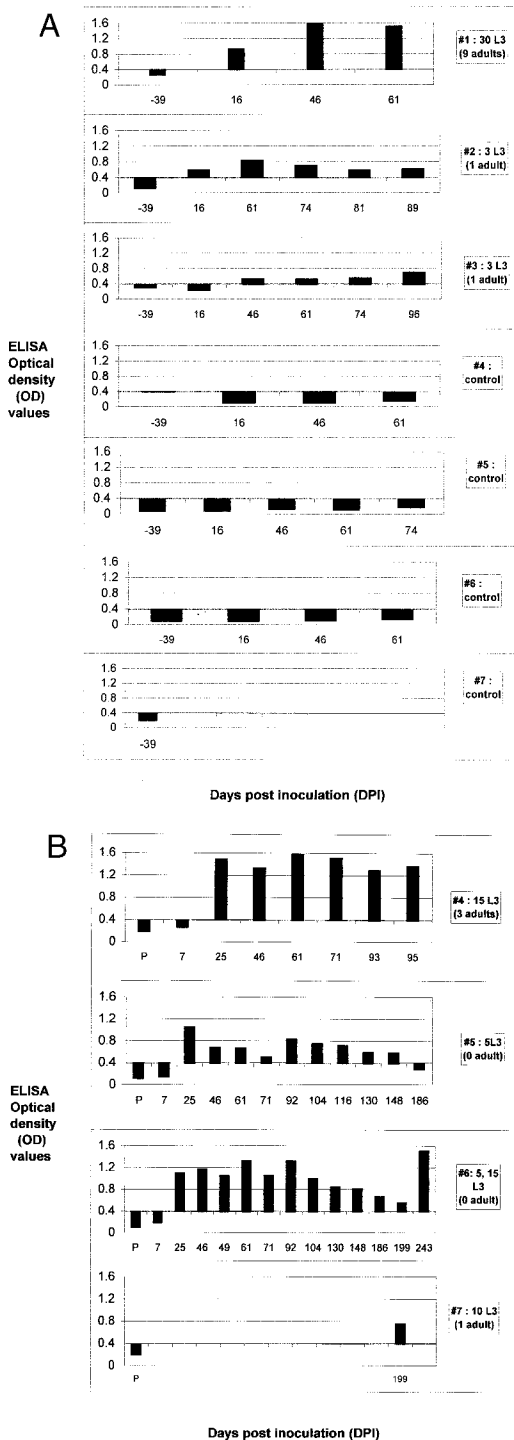 A
1.6
1.2
0.8
0.4
0
-39 16 46 61
#1 : 30 L3
(9 adults)
1.6
1.2
0.8
0.4
0
-39 16 61 74 81 89
#2 : 3 L3
(1 adult)
1.6
1.2
0.8
0.4
0
-39 16 46 61 74 96
#3 : 3 L3
(1 adult)
ELISA
Optical
density
(OD)
values
1.6
1.2
0.8
0.4
0
-39 16 46 61
#4 :
control
1.6
1.2
0.8
0.4
0
-39 16 46 61 74
#5 :
control
1.6
1.2
0.8
0.4
0
-39 16 46 61
#6 :
control
1.6
1.2
0.8
0.4
0
-39
#7 :
control
Days post inoculation (DPI)
B
1.6
1.2
0.8
0.4
0
P 7 25 46 61 71 93 95
#4 : 15 L3
(3 adults)
1.6
1.2
0.8
0.4
0
P 7 25 46 61 71 92 104 116 130 148 186
#5 : 5L3
(0 adult)
ELISA
Optical
density
(OD)
values
1.6
1.2
0.8
0.4
0
P 7 25 46 49 61 71 92 104 130 148 186 199 243
#6: 5, 15
L3
(0 adult)
1.6
1.2
0.8
0.4
0
P 199
#7 : 10 L3
(1 adult)
Days post inoculation (DPI)